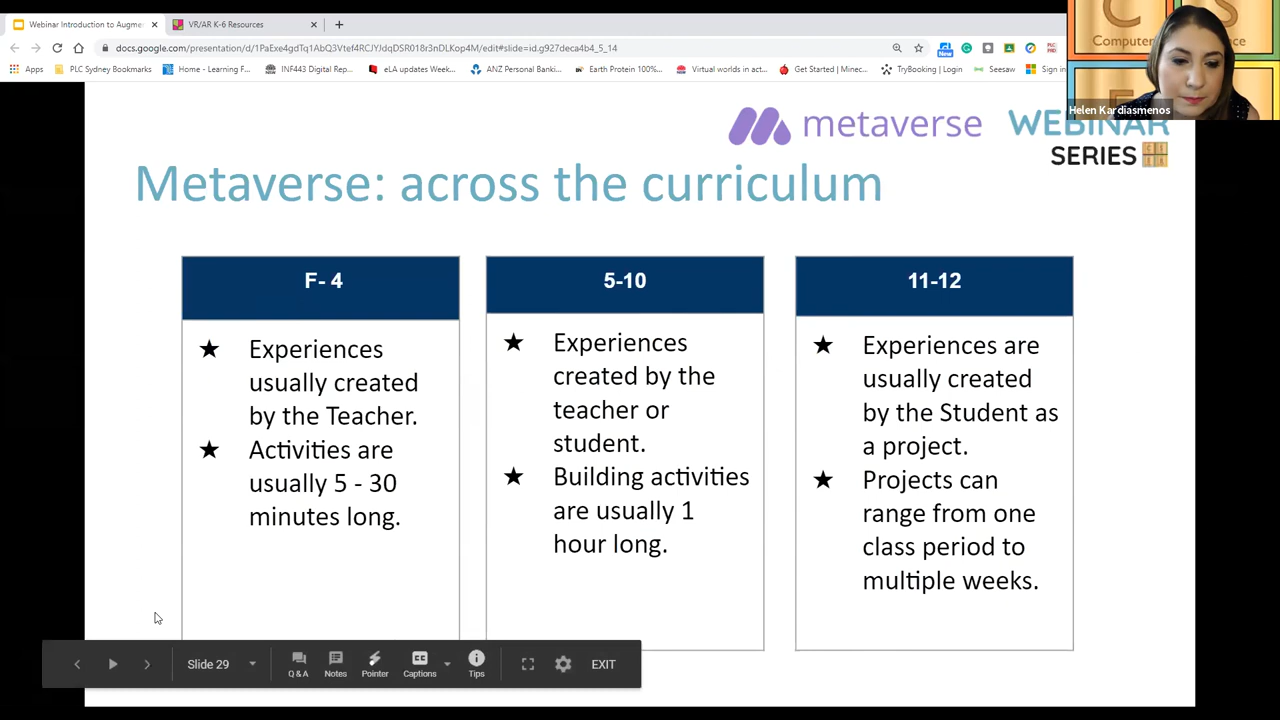 Webinar Introduction to Augme
VR/AR K-6 Resources
docs.google.com/presentation/d/1PaExe4gdTq1AbQ3Vtef4RCJYJdqDSR018r3nDLKop4M/edit#slide=id.g927deca4b4_5_14
New
Apps PLC Sydney Bookmarks Home - Learning F... INF443 Digital Rep... eLA updates Week... ANZ Personal Banki... Earth Protein 100%... Virtual worlds in act... Get Started | Minec... TryBooking | Login Seesaw Sign in
C S
Computer ence
Helen Kardiasmenos
metaverse
WEBINAR
SERIES
Metaverse: across the curriculum
F- 4
★ Experiences
usually created
by the Teacher.
★ Activities are
usually 5 - 30
minutes long.
5-10
★ Experiences
created by the
teacher or
student.
★ Building activities
are usually 1
hour long.
11-12
★ Experiences are
usually created
by the Student as
a project.
★ Projects can
range from one
class period to
multiple weeks.
Slide 29
Q & A
Notes
Pointer
Captions
Tips
EXIT